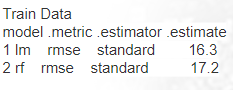 Train Data
model .metric .estimator .estimate
1 lm rmse standard 16.3
2 rf rmse standard 17.2